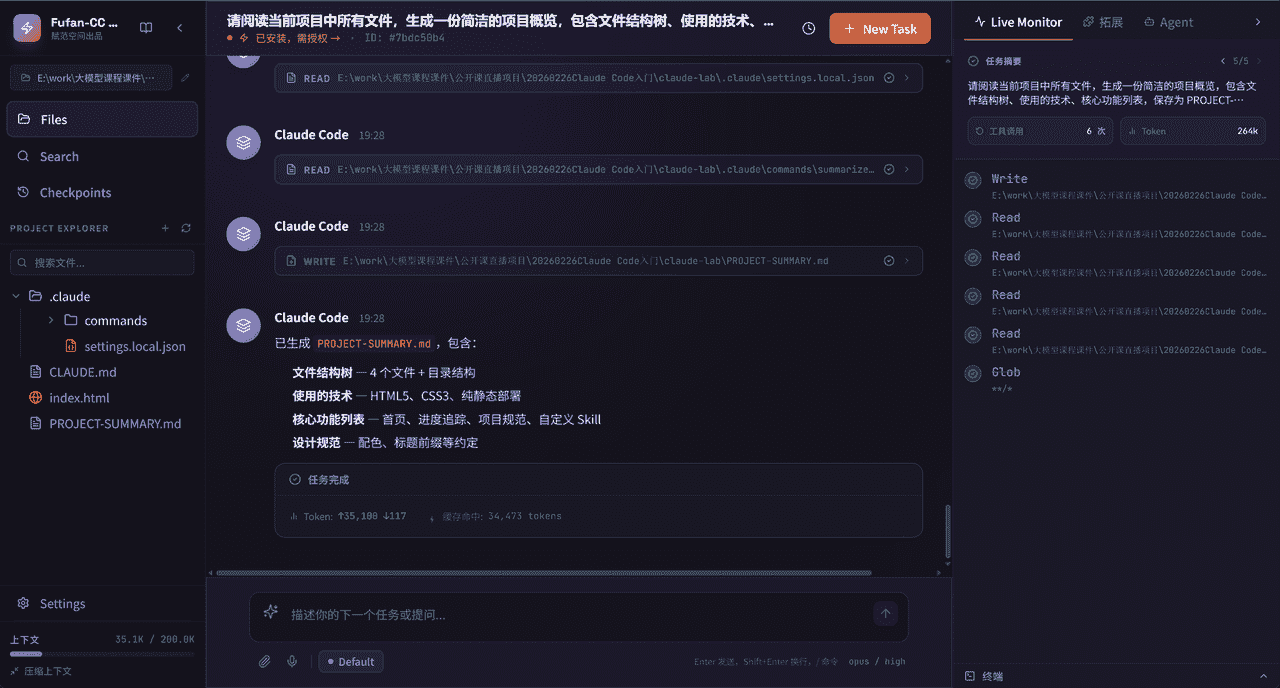 Fufan-CC ...
赋范空间出品
E:\work\大模型课程课件\···
Files
Search
Checkpoints
PROJECT EXPLORER
搜索文件...
.claude
commands
settings.local.json
CLAUDE.md
index.html
PROJECT-SUMMARY.md
Settings
上下文 35.1K / 200.0K
压缩上下文
请阅读当前项目中所有文件，生成一份简洁的项目概览，包含文件结构树、使用的技术、...
已安装，需授权 → · ID: #7bdc50b4
New Task
READ E:\work\大模型课程课件\公开课直播项目\20260226Claude Code入门\claude-lab\.claude\settings.local.json
Claude Code 19:28
READ E:\work\大模型课程课件\公开课直播项目\20260226Claude Code入门\claude-lab\.claude\commands\summarize…
Claude Code 19:28
WRITE E:\work\大模型课程课件\公开课直播项目\20260226Claude Code入门\claude-lab\PROJECT-SUMMARY.md
Claude Code 19:28
已生成 PROJECT-SUMMARY.md ，包含：
文件结构树 — 4 个文件 + 目录结构
使用的技术 — HTML5、CSS3、纯静态部署
核心功能列表 — 首页、进度追踪、项目规范、自定义 Skill
设计规范 — 配色、标题前缀等约定
任务完成
Token: ↑35,100 ↓117 缓存命中: 34,473 tokens
描述你的下一个任务或提问...
Default
Enter 发送，Shift+Enter 换行，/ 命令 opus / high
Live Monitor 拓展 Agent
任务摘要 5/5
请阅读当前项目中所有文件，生成一份简洁的项目概览，包含文
件结构树、使用的技术、核心功能列表，保存为 PROJECT-···
工具调用 6 次 Token 264k
Write
E:\work\大模型课程课件\公开课直播项目\20260226Claude Code…
Read
E:\work\大模型课程课件\公开课直播项目\20260226Claude Code…
Read
E:\work\大模型课程课件\公开课直播项目\20260226Claude Code…
Read
E:\work\大模型课程课件\公开课直播项目\20260226Claude Code…
Read
E:\work\大模型课程课件\公开课直播项目\20260226Claude Code…
Glob
**/*
终端